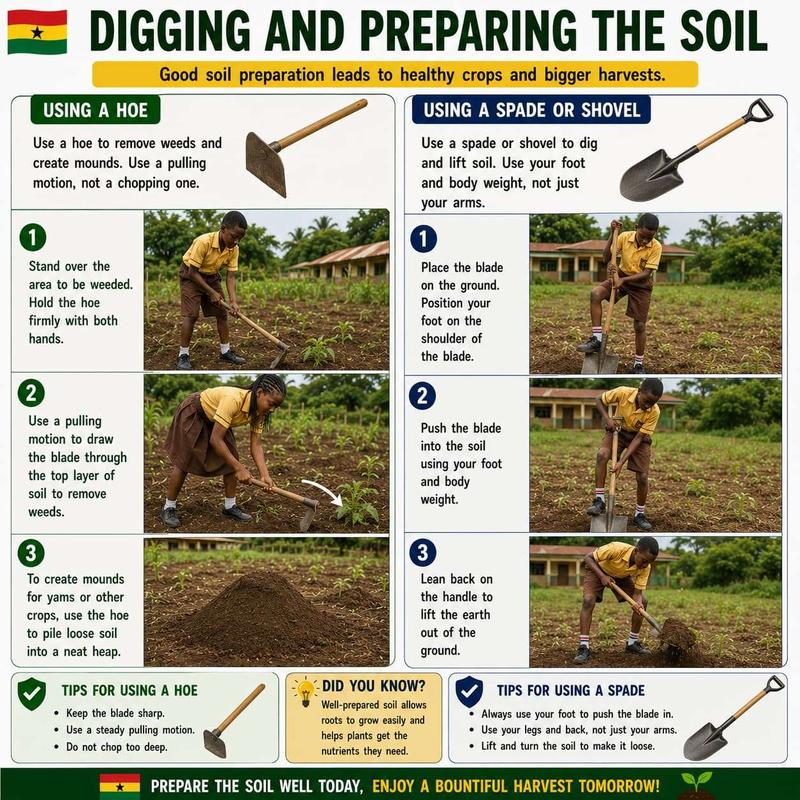 DIGGING AND PREPARING THE SOIL
Good soil preparation leads to healthy crops and bigger harvests.
USING A HOE
Use a hoe to remove weeds and
create mounds. Use a pulling
motion, not a chopping one.
1
Stand over the
area to be weeded.
Hold the hoe
firmly with both
hands.
2
Use a pulling
motion to draw
the blade through
the top layer of
soil to remove
weeds.
3
To create mounds
for yams or other
crops, use the hoe
to pile loose soil
into a neat heap.
USING A SPADE OR SHOVEL
Use a spade or shovel to dig
and lift soil. Use your foot
and body weight, not just
your arms.
1
Place the blade
on the ground.
Position your
foot on the
shoulder of
the blade.
2
Push the blade
into the soil
using your foot
and body
weight.
3
Lean back on
the handle to
lift the earth
out of the
ground.
TIPS FOR USING A HOE
• Keep the blade sharp.
• Use a steady pulling motion.
• Do not chop too deep.
DID YOU KNOW?
Well-prepared soil allows
roots to grow easily and
helps plants get the
nutrients they need.
TIPS FOR USING A SPADE
• Always use your foot to push the blade in.
• Use your legs and back, not just your arms.
• Lift and turn the soil to make it loose.
PREPARE THE SOIL WELL TODAY, ENJOY A BOUNTIFUL HARVEST TOMORROW!